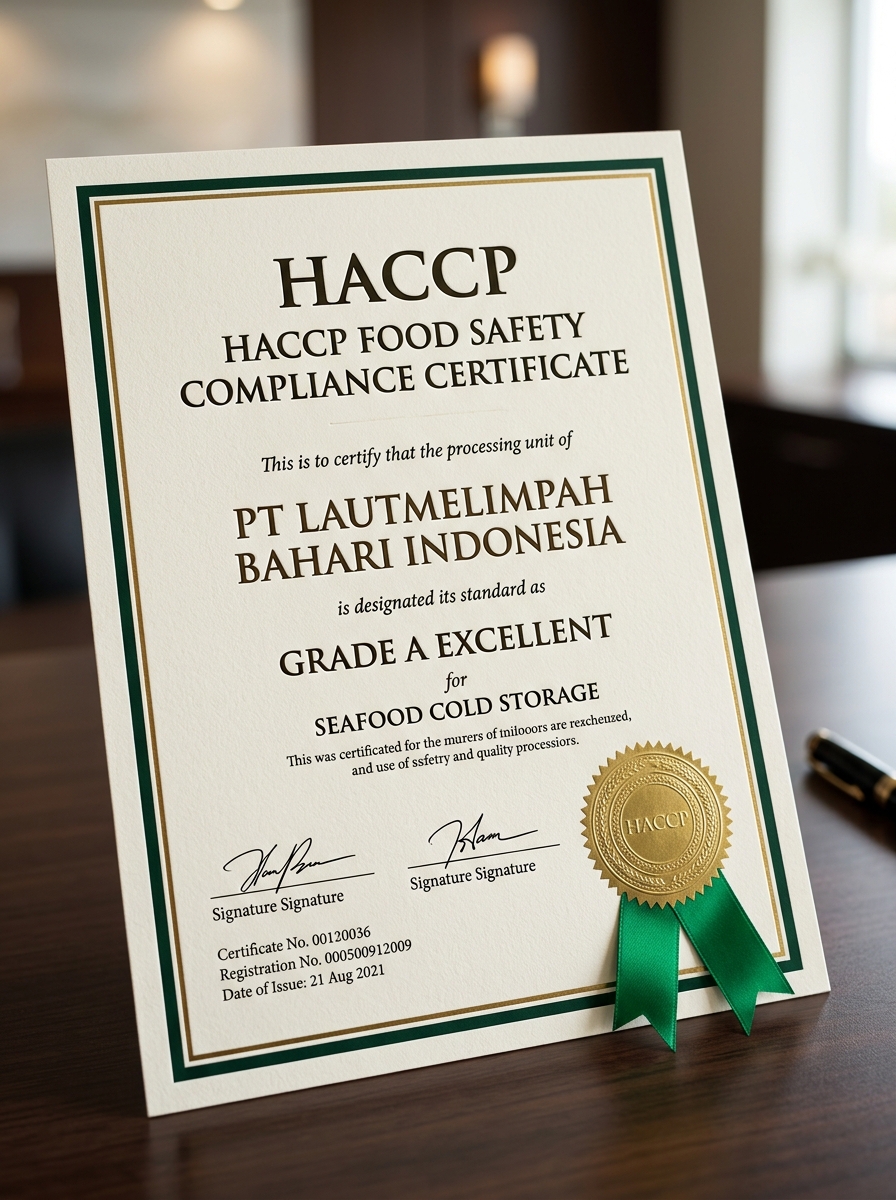 HACCP
HACCP FOOD SAFETY
COMPLIANCE CERTIFICATE
This is to certify that the processing unit of
PT LAUTMELIMPAH
BAHARI INDONESIA
is designated its standard as
GRADE A EXCELLENT
for
SEAFOOD COLD STORAGE
This was certificated for the murers of are
and use of ssfetry and quality processiors.
Signature Signature
Signature Signature
HACCP
Certificate No. 00120036
Registration No. 000500912009
Date of Issue: 21 Aug 2021